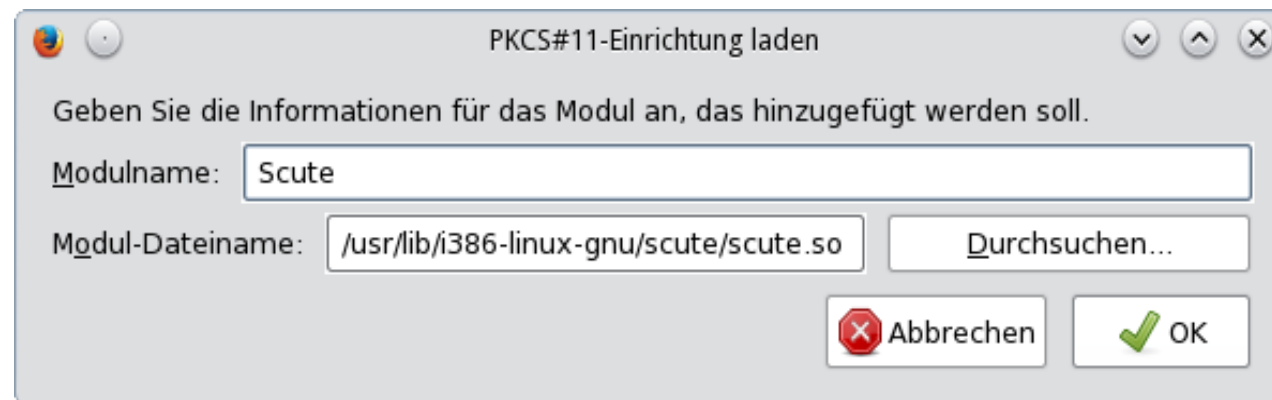 PKCS#11-Einrichtung laden
Geben Sie die Informationen für das Modul an, das hinzugefügt werden soll.
Modulname: Scute
Modul-Dateiname: /usr/lib/i386-linux-gnu/scute/scute.so Durchsuchen...
Abbrechen OK